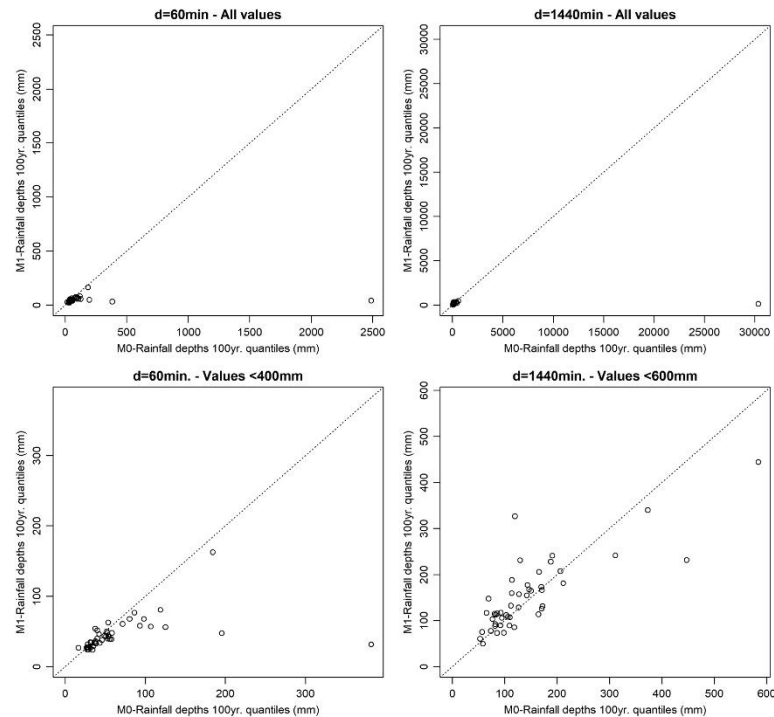 d=60min - All values
M1-Rainfall depths 100yr. quantiles (mm)
2500
2000
1500
1000
500
0
0 500 1000 1500 2000 2500
M0-Rainfall depths 100yr. quantiles (mm)
d=1440min - All values
M1-Rainfall depths 100yr. quantiles (mm)
30000
25000
20000
15000
10000
5000
0
0 5000 10000 15000 20000 25000 30000
M0-Rainfall depths 100yr. quantiles (mm)
d=60min. - Values <400mm
M1-Rainfall depths 100yr. quantiles (mm)
300
200
100
0
0 100 200 300
M0-Rainfall depths 100yr. quantiles (mm)
d=1440min. - Values <600mm
M1-Rainfall depths 100yr. quantiles (mm)
600
500
400
300
200
100
0
0 100 200 300 400 500 600
M0-Rainfall depths 100yr. quantiles (mm)